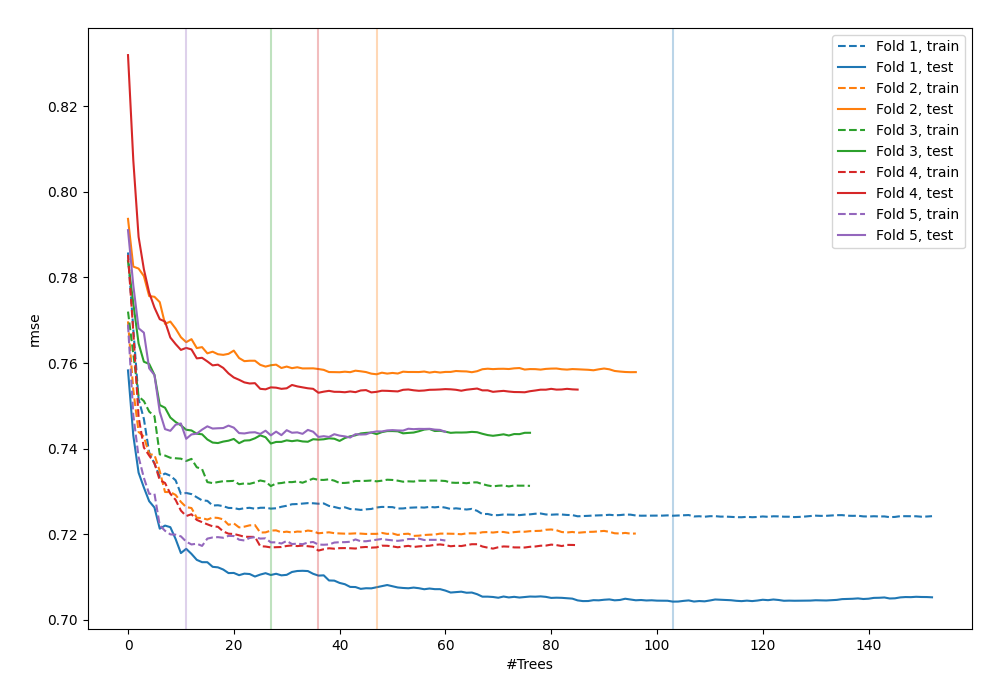 Fold 1, train
Fold 1, test
Fold 2, train
Fold 2, test
Fold 3, train
Fold 3, test
Fold 4, train
Fold 4, test
Fold 5, train
Fold 5, test
rmse
0.82
0.80
0.78
0.76
0.74
0.72
0.70
0 20 40 60 80 100 120 140
#Trees